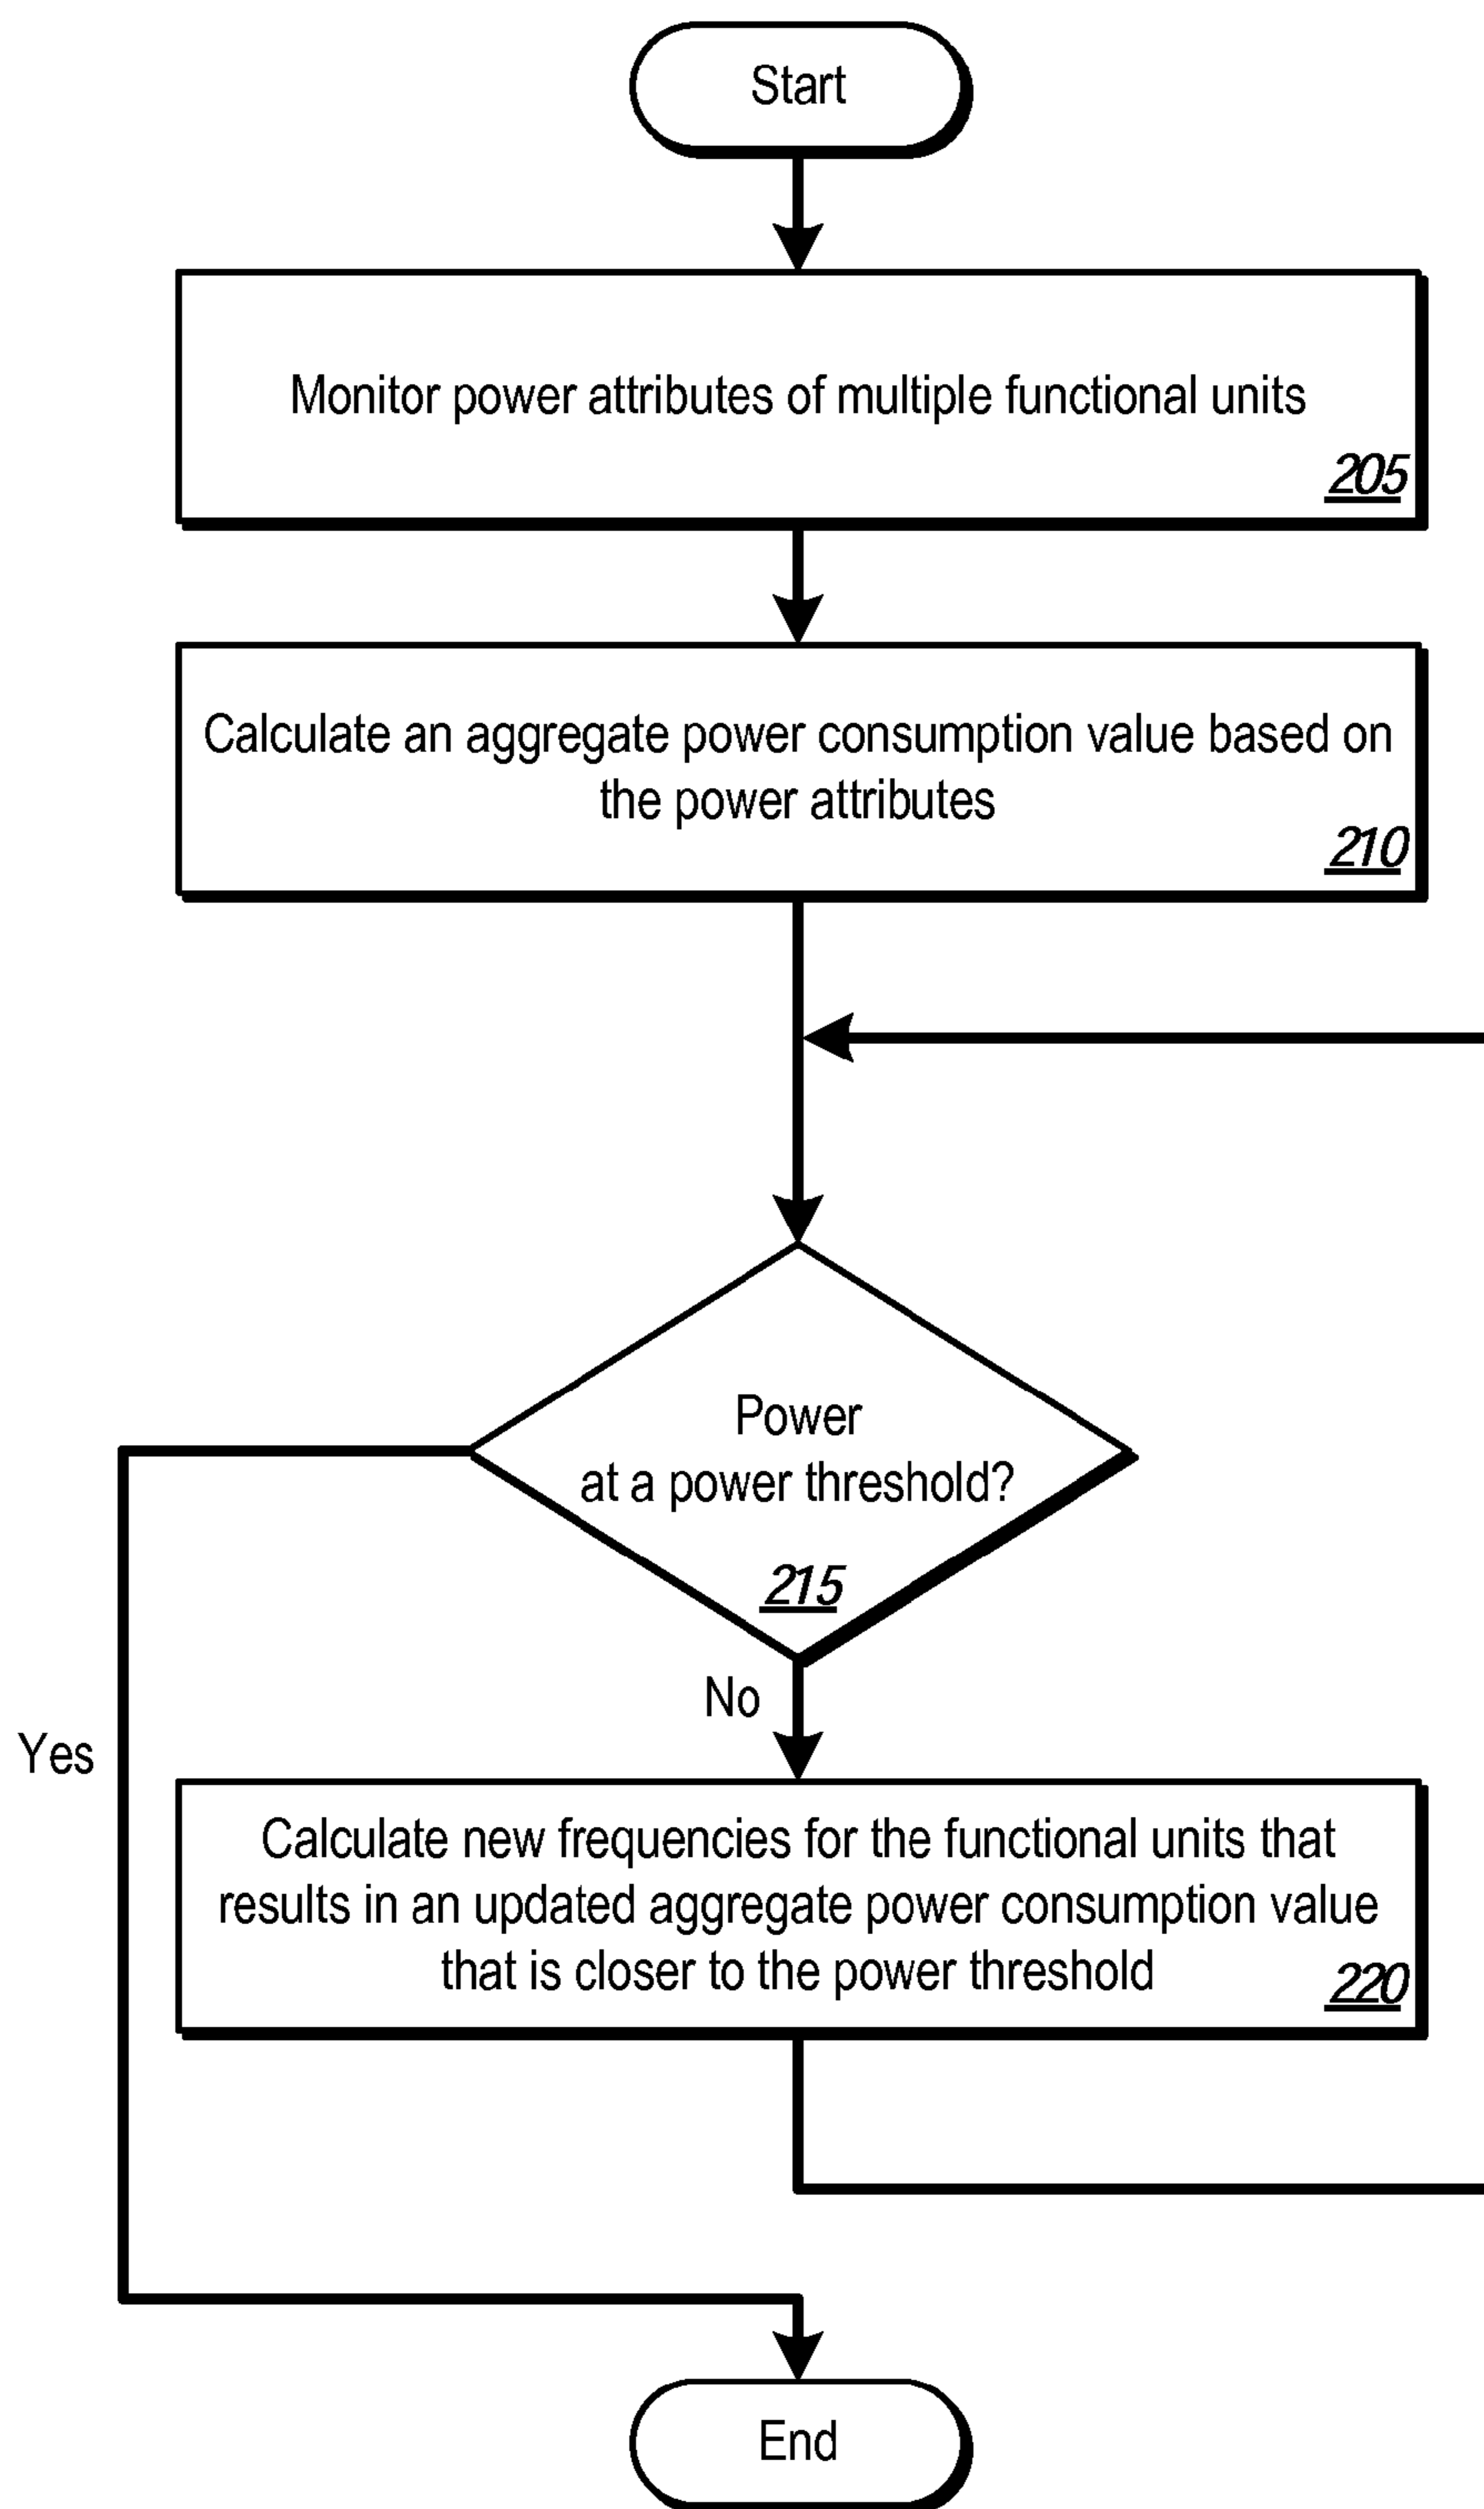 Start
Monitor power attributes of multiple functional units
205
Calculate an aggregate power consumption value based on
the power attributes
210
Power
at a power threshold?
215
No
Yes
Calculate new frequencies for the functional units that
results in an updated aggregate power consumption value
that is closer to the power threshold
220
End